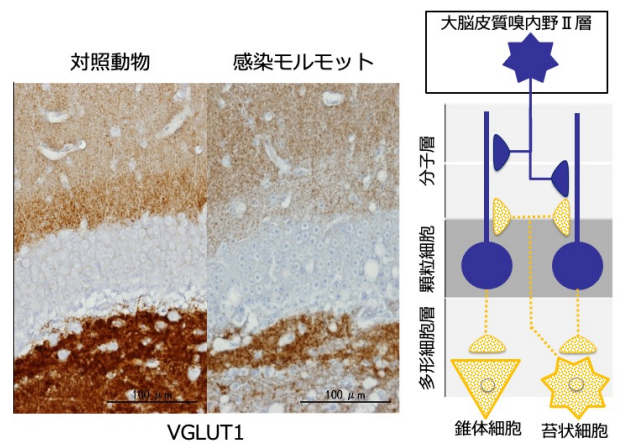 対照動物
感染モルモット
100 μm
100 μm
VGLUT1
大脳皮質嗅内野Ⅱ層
分子層
顆粒細胞
多形細胞層
錐体細胞
苔状細胞